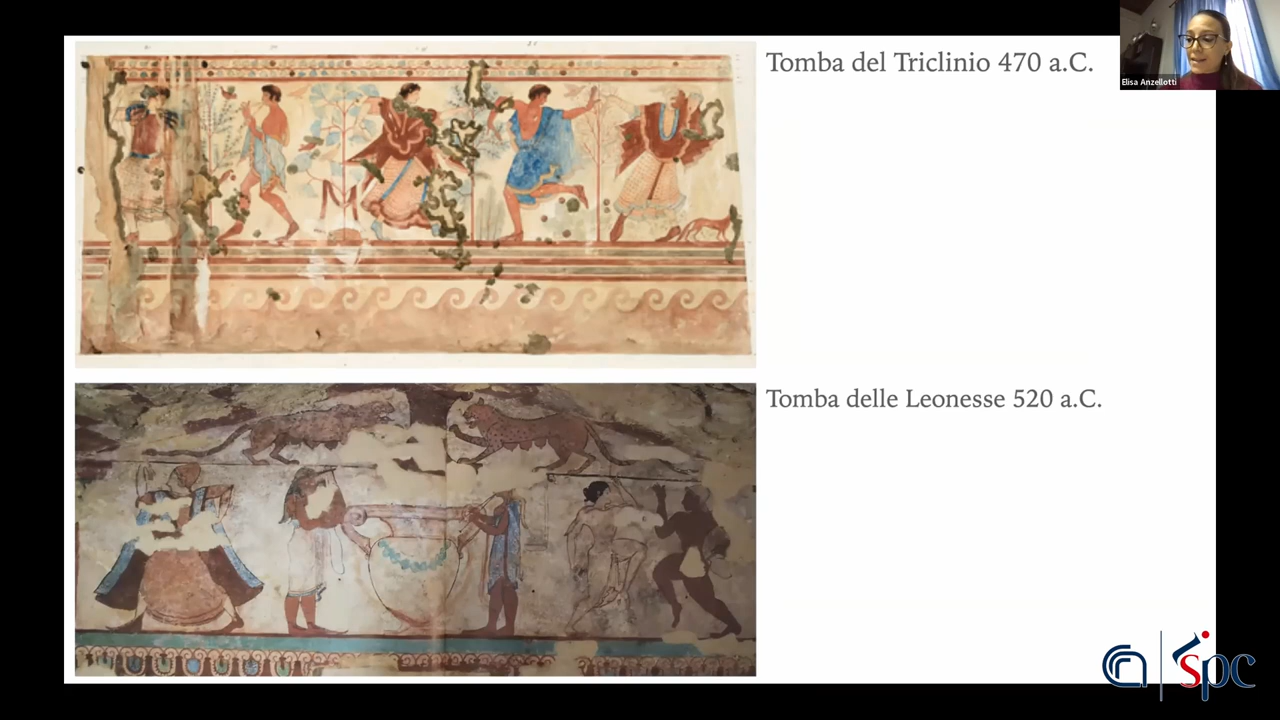 Tomba del Triclinio 470 a.C.
Elisa Anzellotti
Tomba delle Leonesse 520 a.C.
spc